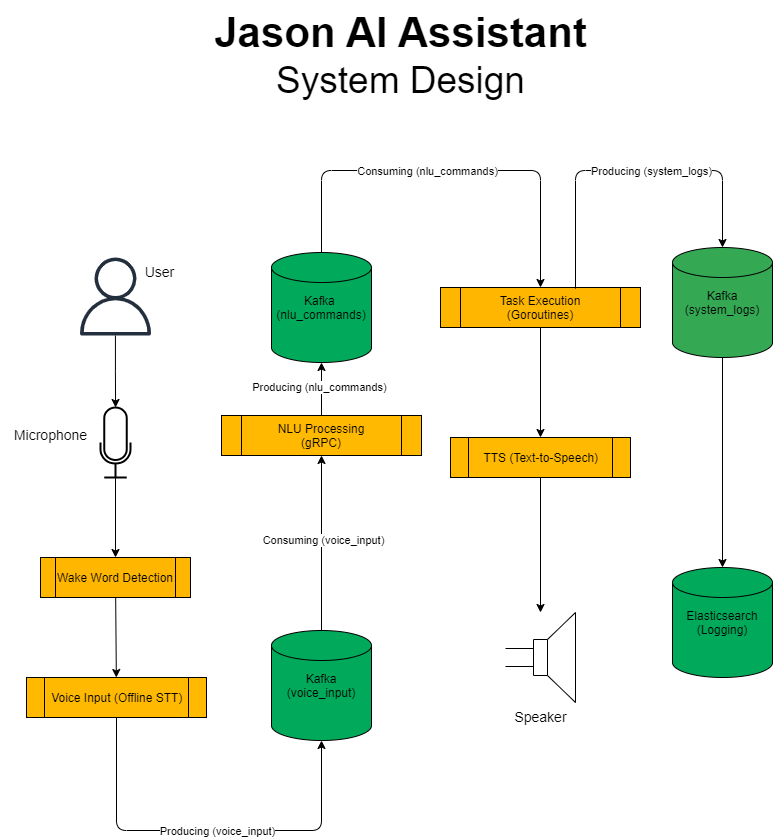 Jason AI Assistant
System Design
Consuming (nlu_commands)
Producing (system_logs)
User
Kafka
(nlu_commands)
Task Execution
(Goroutines)
Kafka
(system_logs)
Producing (nlu_commands)
Microphone
NLU Processing
(gRPC)
TTS (Text-to-Speech)
Consuming (voice_input)
Wake Word Detection
Elasticsearch
(Logging)
Kafka
(voice_input)
Voice Input (Offline STT)
Speaker
Producing (voice_input)